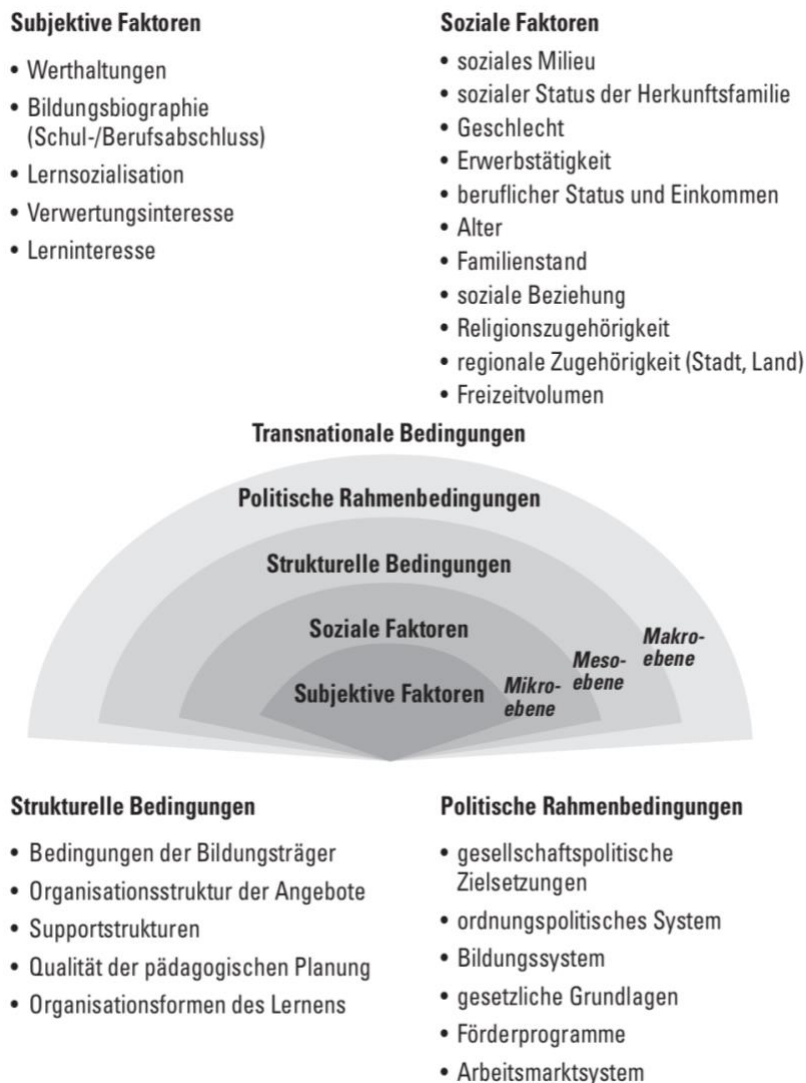 Subjektive Faktoren
• Werthaltungen
• Bildungsbiographie
(Schul-/Berufsabschluss)
• Lernsozialisation
• Verwertungsinteresse
• Lerninteresse
Soziale Faktoren
• soziales Milieu
• sozialer Status der Herkunftsfamilie
• Geschlecht
• Erwerbstätigkeit
• beruflicher Status und Einkommen
• Alter
• Familienstand
• soziale Beziehung
• Religionszugehörigkeit
• regionale Zugehörigkeit (Stadt, Land)
• Freizeitvolumen
Transnationale Bedingungen
Politische Rahmenbedingungen
Strukturelle Bedingungen
Soziale Faktoren
Subjektive Faktoren
Mikro-
ebene
Meso-
ebene
Makro-
ebene
Strukturelle Bedingungen
• Bedingungen der Bildungsträger
• Organisationsstruktur der Angebote
• Supportstrukturen
• Qualität der pädagogischen Planung
• Organisationsformen des Lernens
Politische Rahmenbedingungen
• gesellschaftspolitische
Zielsetzungen
• ordnungspolitisches System
• Bildungssystem
• gesetzliche Grundlagen
• Förderprogramme
• Arbeitsmarktsystem